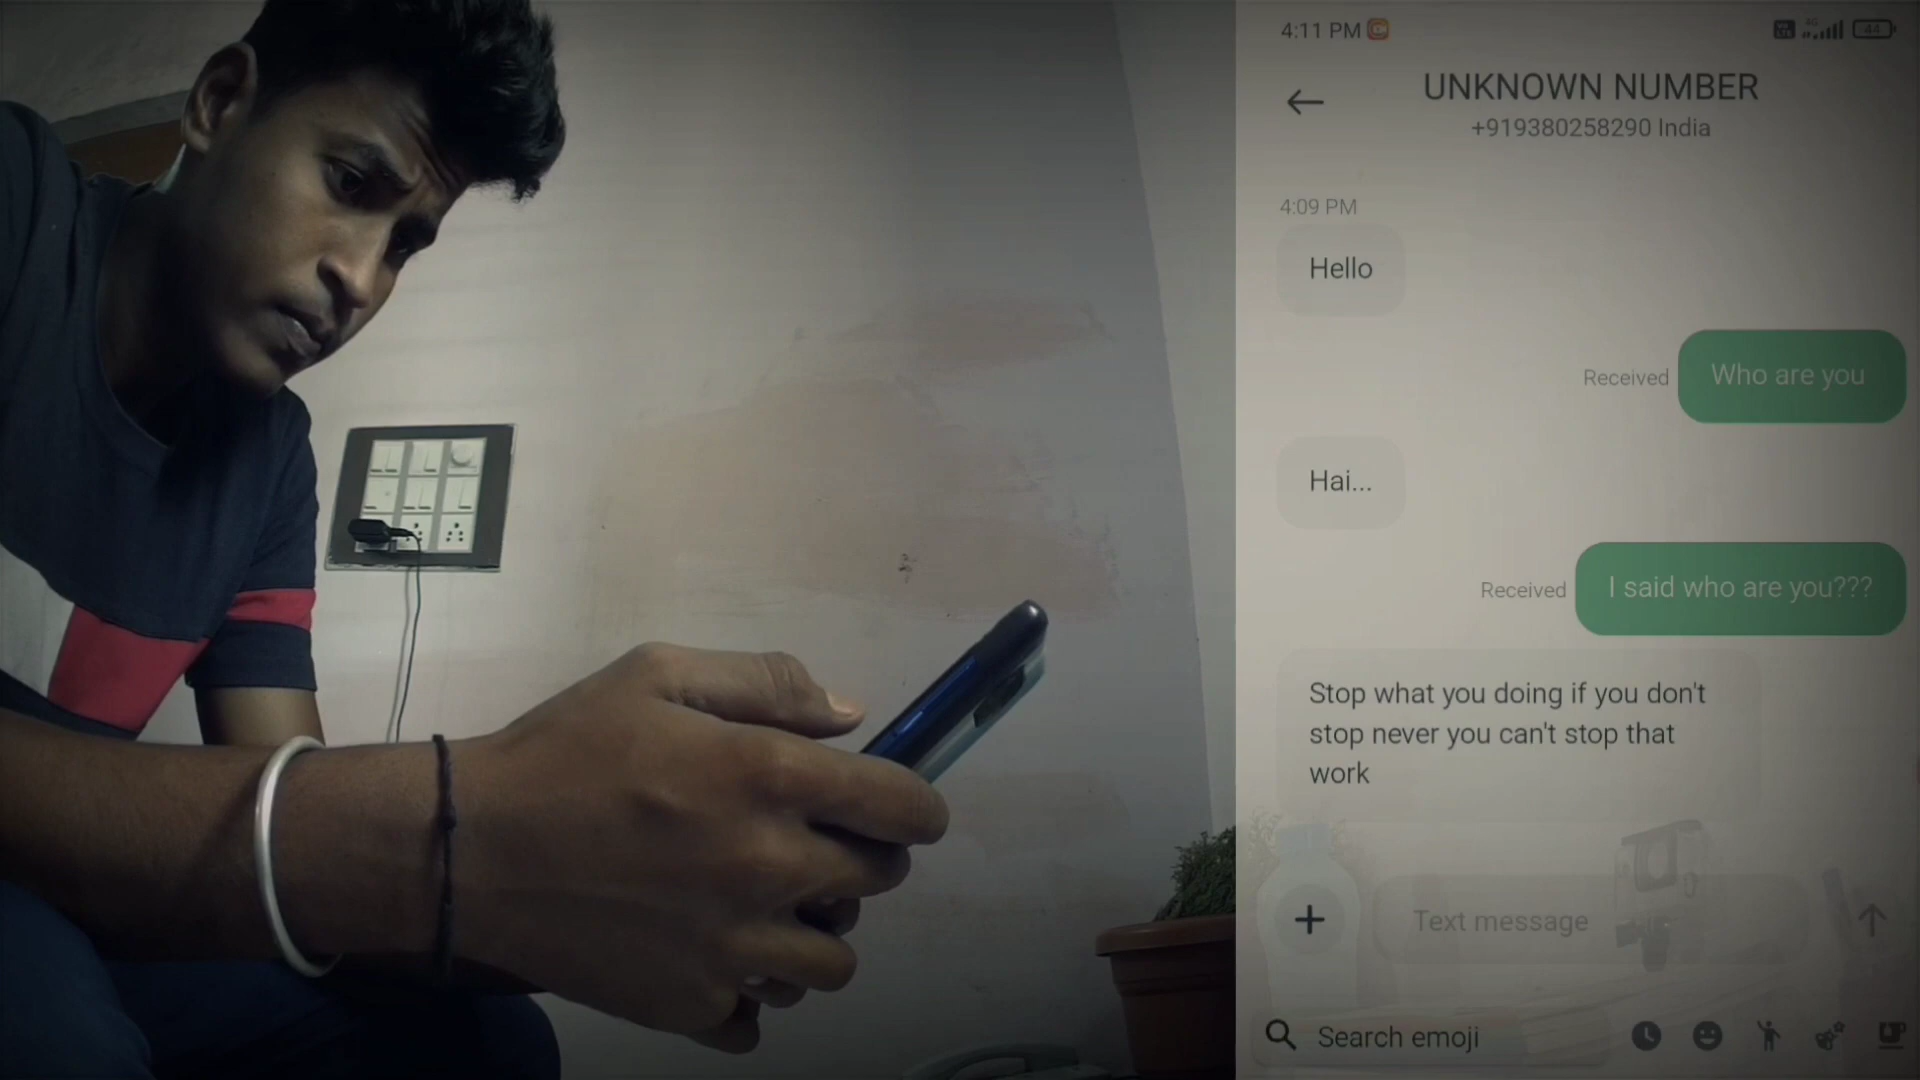 4:11 PM
4G
44
UNKNOWN NUMBER
+919380258290 India
4:09 PM
Hello
Received
Who are you
Hai...
Received
I said who are you???
Stop what you doing if you don't
stop never you can't stop that
work
Text message
Search emoji